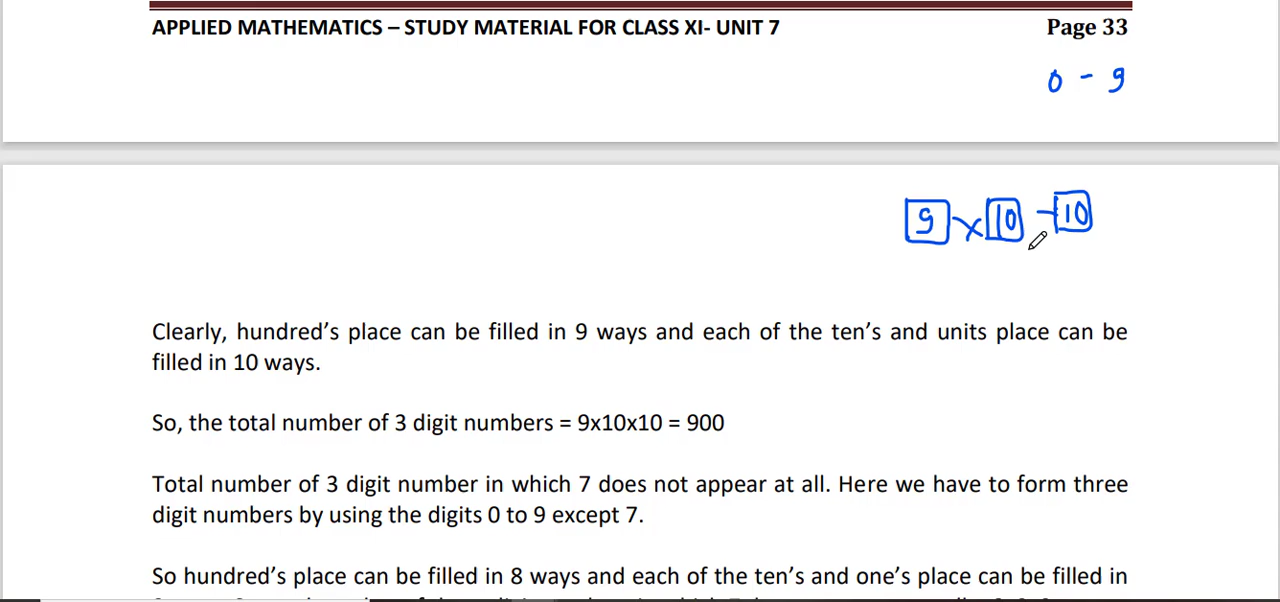 APPLIED MATHEMATICS – STUDY MATERIAL FOR CLASS XI- UNIT 7 Page 33
0 - 9
9 × 10 - 10
Clearly, hundred’s place can be filled in 9 ways and each of the ten’s and units place can be
filled in 10 ways.
So, the total number of 3 digit numbers = 9x10x10 = 900
Total number of 3 digit number in which 7 does not appear at all. Here we have to form three
digit numbers by using the digits 0 to 9 except 7.
So hundred’s place can be filled in 8 ways and each of the ten’s and one’s place can be filled in